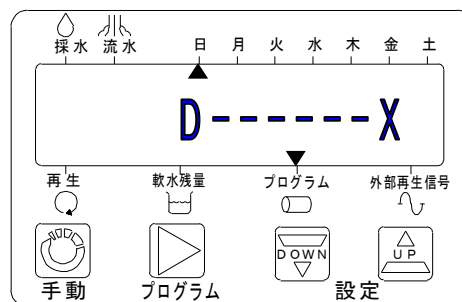 採水 流水 日 月 火 水 木 金 土
D------X
再生 軟水残量 プログラム 外部再生信号
DOWN UP
手動 プログラム 設定